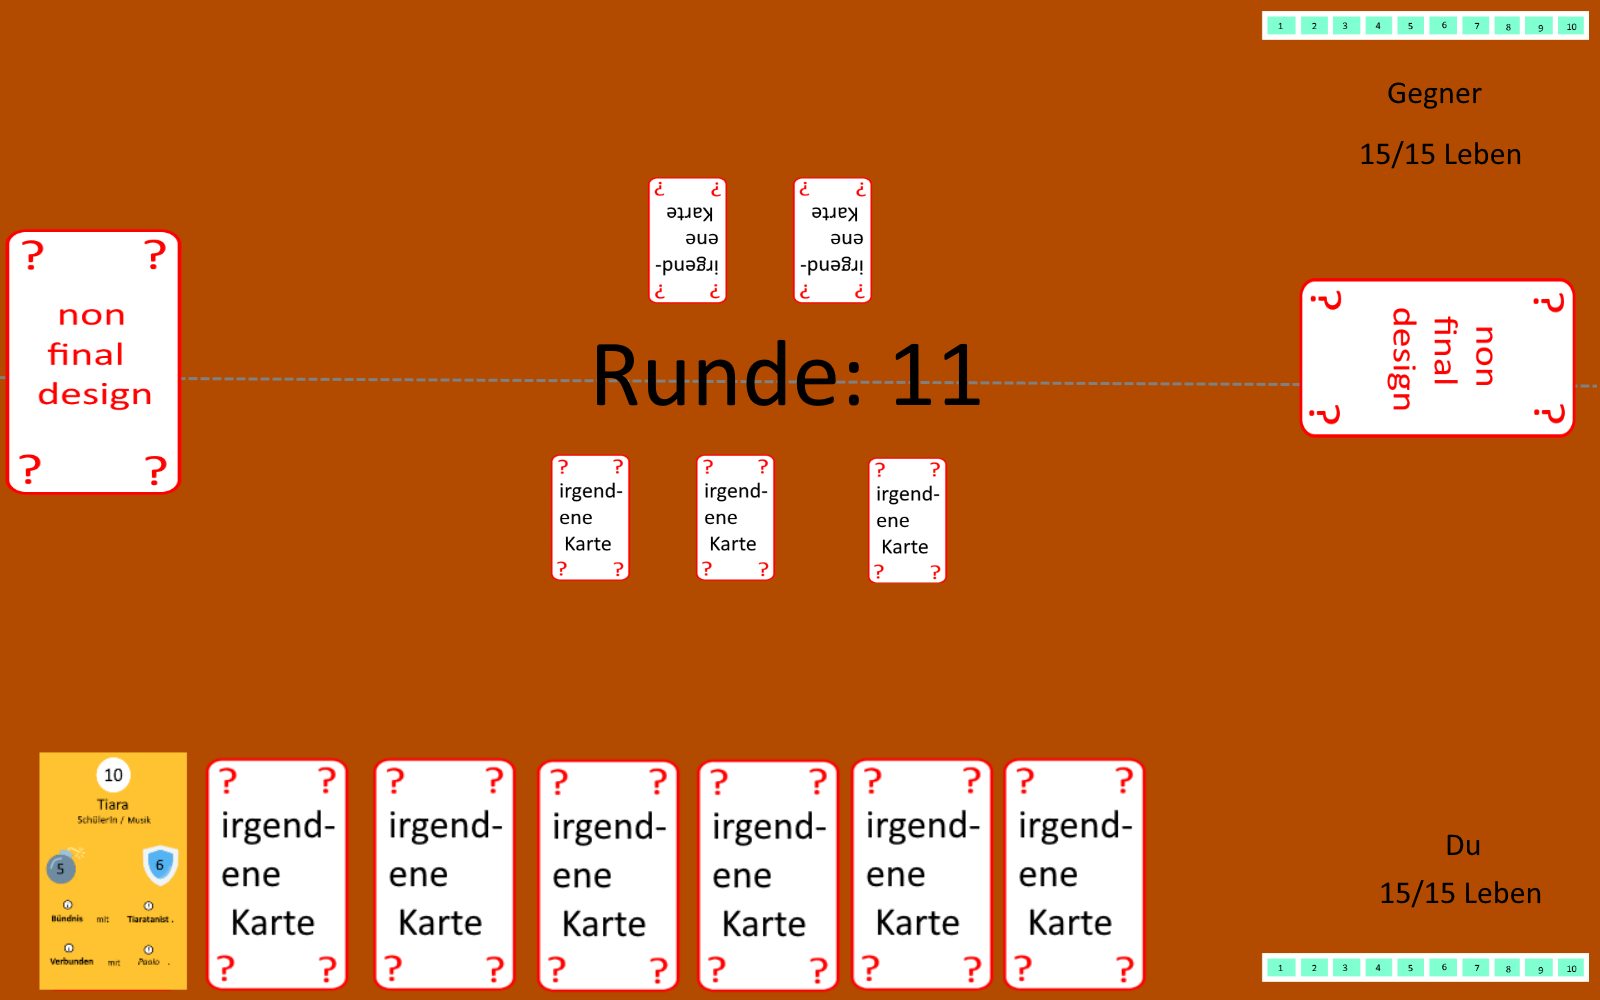 1 2 3 4 5 6 7 8 9 10
Gegner
15/15 Leben
? ?
irgend-
ene
Karte
? ?
? ?
irgend-
ene
Karte
? ?
? ?
non
final
design
? ?
Runde: 11
? ?
non
final
design
? ?
? ?
irgend-
ene
Karte
? ?
? ?
irgend-
ene
Karte
? ?
? ?
irgend-
ene
Karte
? ?
10
Tiara
SchülerIn / Musik
5
6
Bündnis mit Tiaratanist .
Verbunden mit Paolo .
? ?
irgend-
ene
Karte
? ?
? ?
irgend-
ene
Karte
? ?
? ?
irgend-
ene
Karte
? ?
? ?
irgend-
ene
Karte
? ?
? ?
irgend-
ene
Karte
? ?
? ?
irgend-
ene
Karte
? ?
Du
15/15 Leben
1 2 3 4 5 6 7 8 9 10